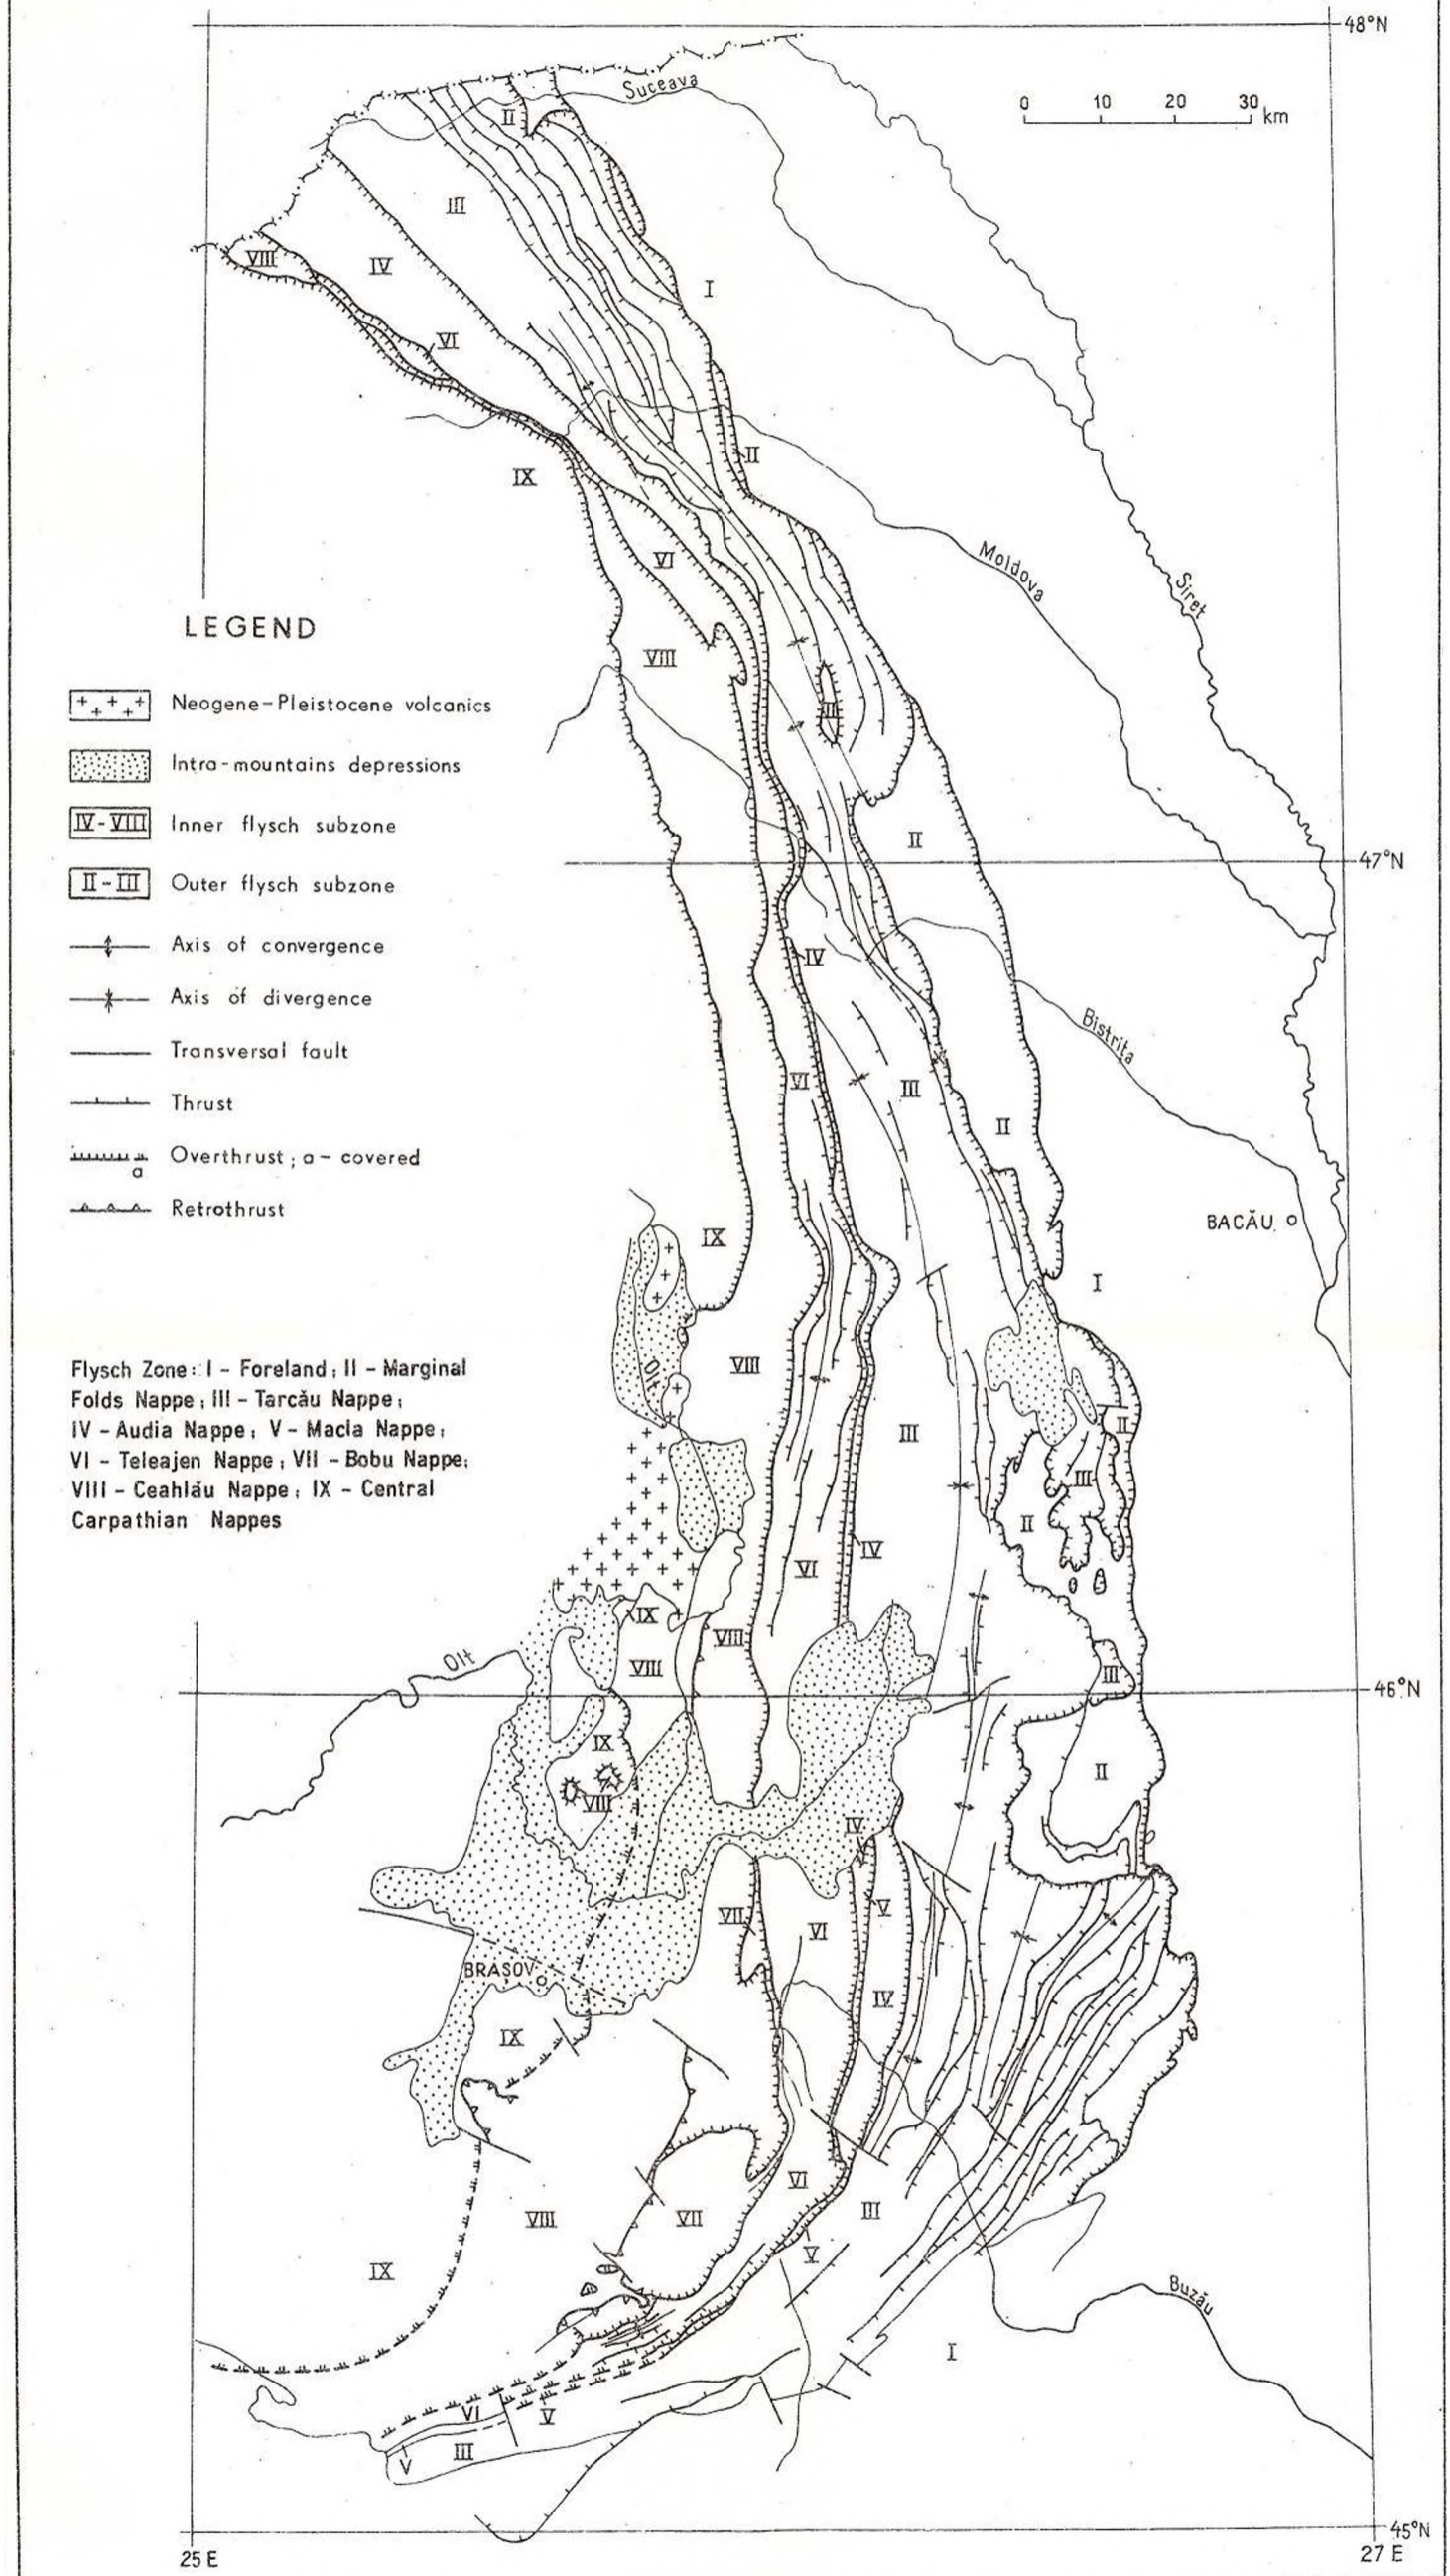 48°N
Suceava
0 10 20 30 km
II
III
VIII
IV
I
VI
II
IX
Moldova
VI
Siret
LEGEND
VIII
Neogene-Pleistocene volcanics
III
Intra-mountains depressions
IV-VIII Inner flysch subzone
II
47°N
II-III Outer flysch subzone
Axis of convergence
IV
Axis of divergence
Bistrița
Transversal fault
VI
III
Thrust
II
Overthrust; a- covered
a
Retrothrust
BACĂU
IX
I
Flysch Zone: I - Foreland; II - Marginal
Folds Nappe; III - Tarcău Nappe;
IV - Audia Nappe; V - Macla Nappe;
VI - Teleajen Nappe; VII - Bobu Nappe;
VIII - Ceahlău Nappe; IX - Central
Carpathian Nappes
Olt
VIII
II
III
III
II
IV
VI
IX
VIII
Olt
VIII
III
46°N
IX
II
VIII
IV
VII
V
VI
BRAȘOV
IV
IX
VI
VIII
VII
III
V
IX
Buzău
I
VI
V
III
V
45°N
25 E
27 E